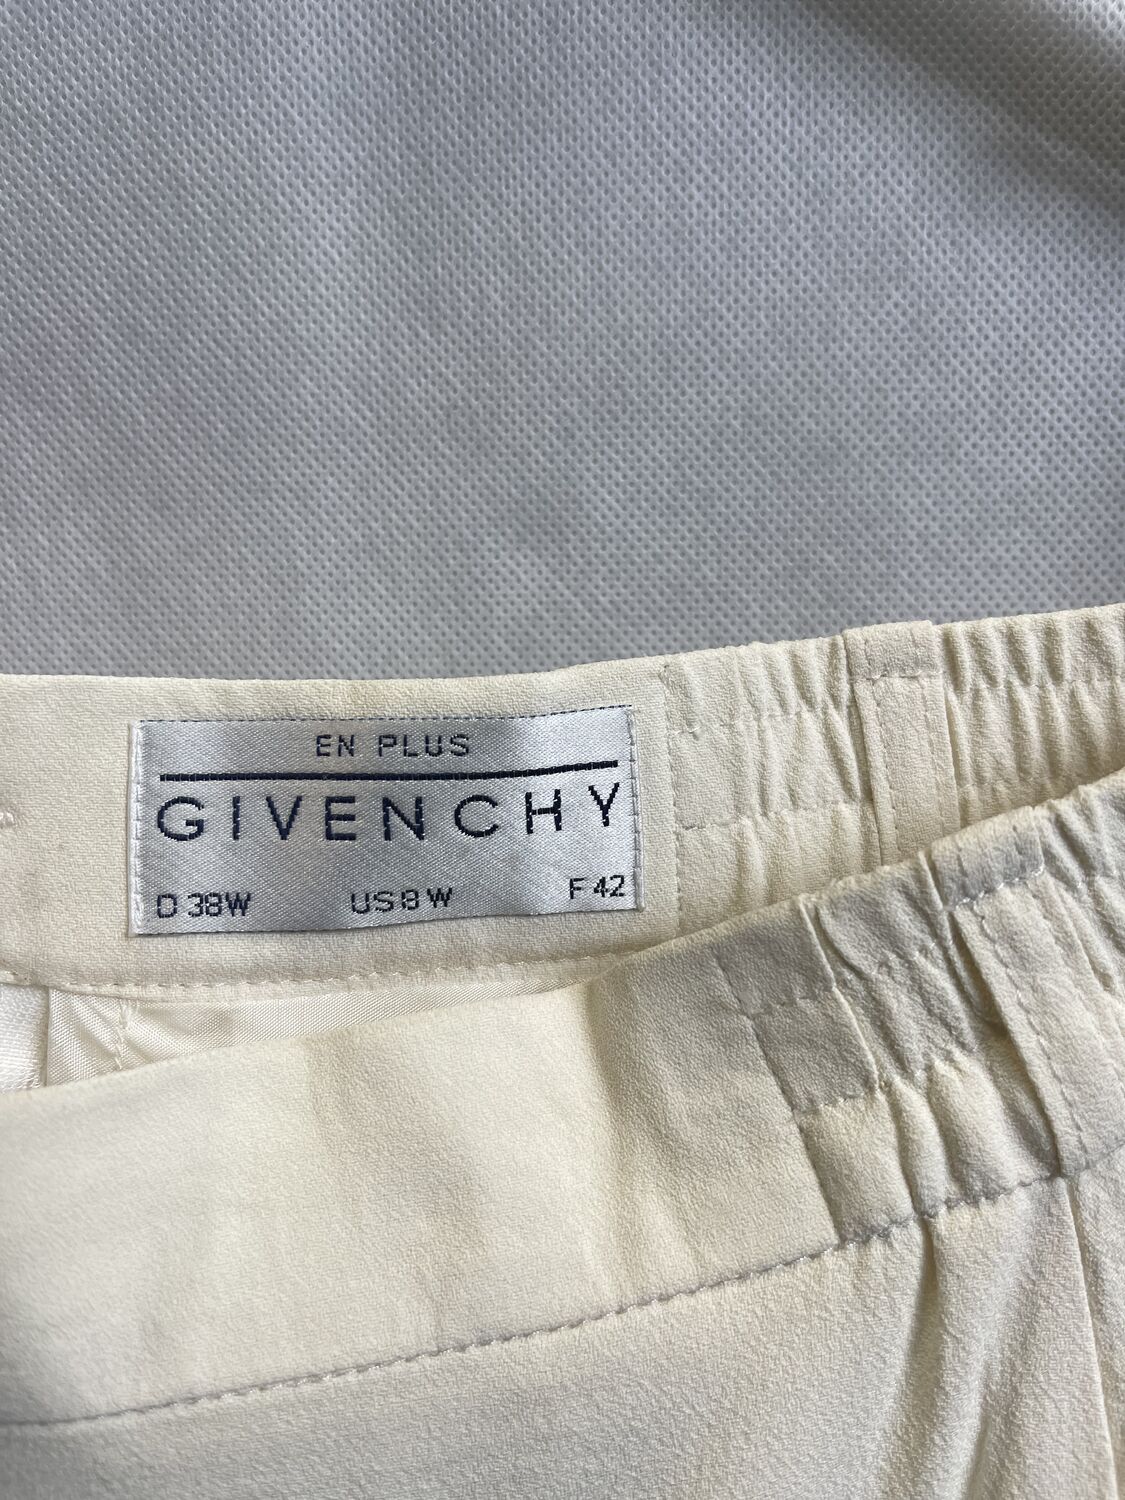 EN PLUS
GIVENCHY
D 38W US 8 W F 42